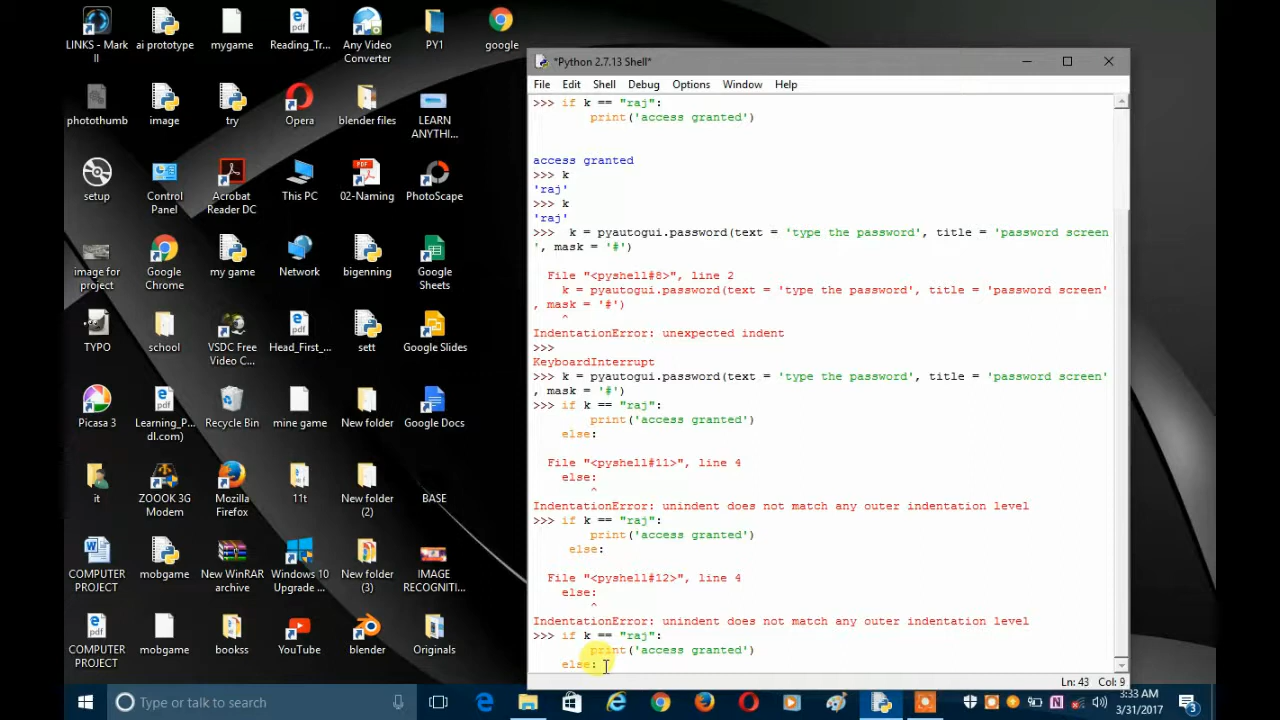 LINKS - Mark
II
ai prototype
mygame
Reading_Tr...
Any Video
Converter
PY1
google
photothumb
image
try
Opera
blender files
LEARN
ANYTHI...
setup
Control
Panel
Acrobat
Reader DC
This PC
02-Naming
PhotoScape
image for
project
Google
Chrome
my game
Network
bigenning
Google
Sheets
TYPO
school
VSDC Free
Video C...
Head_First_...
sett
Google Slides
Picasa 3
Learning_P...
dl.com)
Recycle Bin
mine game
New folder
Google Docs
it
ZOOOK 3G
Modem
Mozilla
Firefox
11t
New folder
(2)
BASE
COMPUTER
PROJECT
mobgame
New WinRAR
archive
Windows 10
Upgrade ...
New folder
(3)
IMAGE
RECOGNITI...
COMPUTER
PROJECT
mobgame
bookss
YouTube
blender
Originals
*Python 2.7.13 Shell*
File Edit Shell Debug Options Window Help
>>> if k == "raj":
print('access granted')
access granted
>>> k
'raj'
>>> k
'raj'
>>>  k = pyautogui.password(text = 'type the password', title = 'password screen
', mask = '#')
File "<pyshell#8>", line 2
k = pyautogui.password(text = 'type the password', title = 'password screen'
, mask = '#')
^
IndentationError: unexpected indent
>>>
KeyboardInterrupt
>>> k = pyautogui.password(text = 'type the password', title = 'password screen'
, mask = '#')
>>> if k == "raj":
print('access granted')
else:
File "<pyshell#11>", line 4
else:
^
IndentationError: unindent does not match any outer indentation level
>>> if k == "raj":
print('access granted')
else:
File "<pyshell#12>", line 4
else:
^
IndentationError: unindent does not match any outer indentation level
>>> if k == "raj":
print('access granted')
else:
Ln: 43 Col: 9
Type or talk to search
3:33 AM
3/31/2017
3